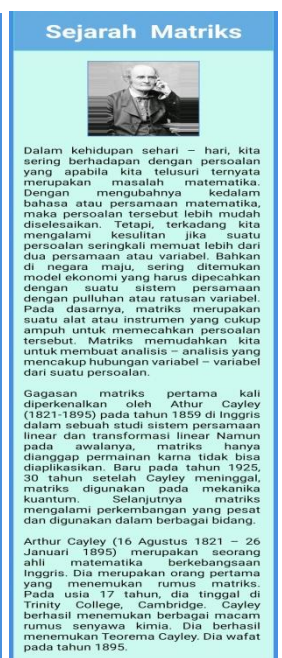 Sejarah Matriks
Dalam kehidupan sehari – hari, kita
sering berhadapan dengan persoalan
yang apabila kita telusuri ternyata
merupakan masalah matematika.
Dengan mengubahnya kedalam
bahasa atau persamaan matematika,
maka persoalan tersebut lebih mudah
diselesaikan. Tetapi, terkadang kita
mengalami kesulitan jika suatu
persoalan seringkali memuat lebih dari
dua persamaan atau variabel. Bahkan
di negara maju, sering ditemukan
model ekonomi yang harus dipecahkan
dengan suatu sistem persamaan
dengan pulluhan atau ratusan variabel.
Pada dasarnya, matriks merupakan
suatu alat atau instrumen yang cukup
ampuh untuk memecahkan persoalan
tersebut. Matriks memudahkan kita
untuk membuat analisis – analisis yang
mencakup hubungan variabel – variabel
dari suatu persoalan.
Gagasan matriks pertama kali
diperkenalkan oleh Athur Cayley
(1821-1895) pada tahun 1859 di Inggris
dalam sebuah studi sistem persamaan
linear dan transformasi linear Namun
pada awalanya, matriks hanya
dianggap permainan karna tidak bisa
diaplikasikan. Baru pada tahun 1925,
30 tahun setelah Cayley meninggal,
matriks digunakan pada mekanika
kuantum. Selanjutnya matriks
mengalami perkembangan yang pesat
dan digunakan dalam berbagai bidang.
Arthur Cayley (16 Agustus 1821 – 26
Januari 1895) merupakan seorang
ahli matematika berkebangsaan
Inggris. Dia merupakan orang pertama
yang menemukan rumus matriks.
Pada usia 17 tahun, dia tinggal di
Trinity College, Cambridge. Cayley
berhasil menemukan berbagai macam
rumus senyawa kimia. Dia berhasil
menemukan Teorema Cayley. Dia wafat
pada tahun 1895.